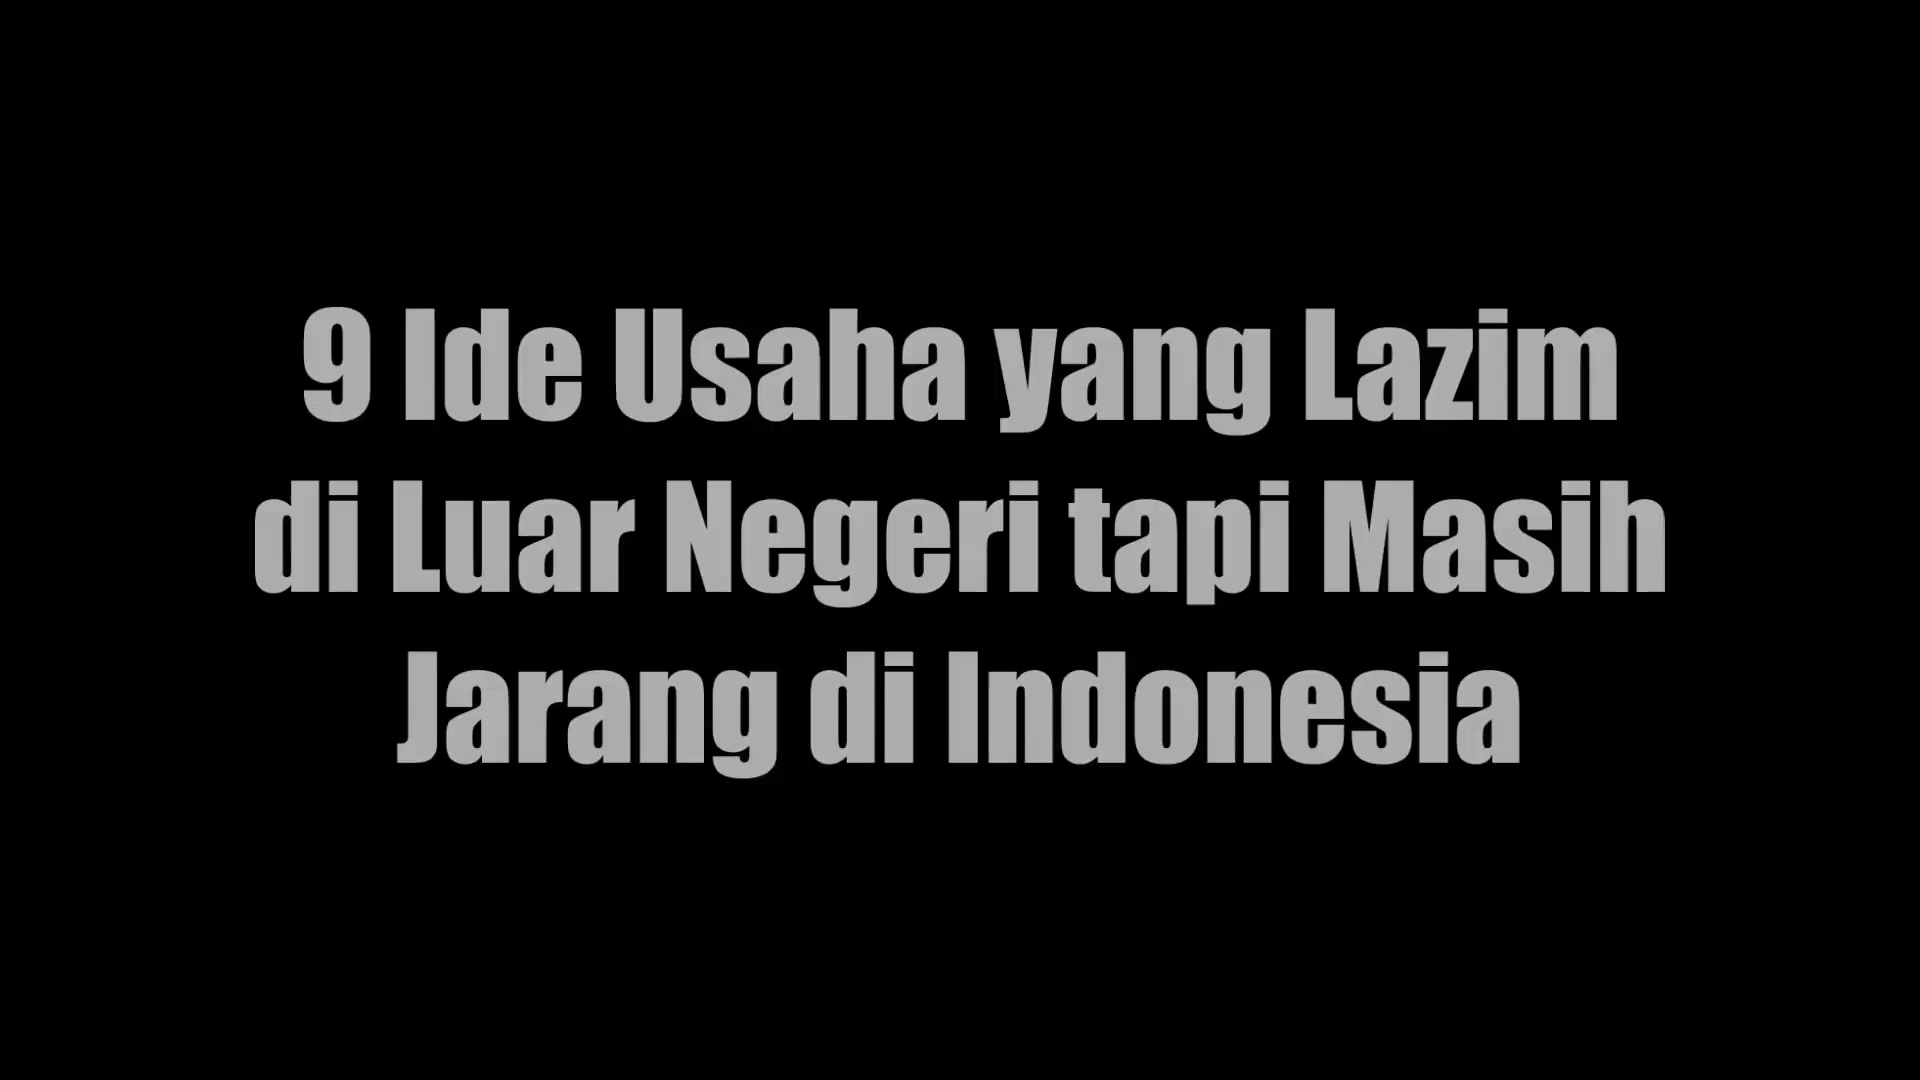 9 Ide Usaha yang Lazim
di Luar Negeri tapi Masih
Jarang di Indonesia